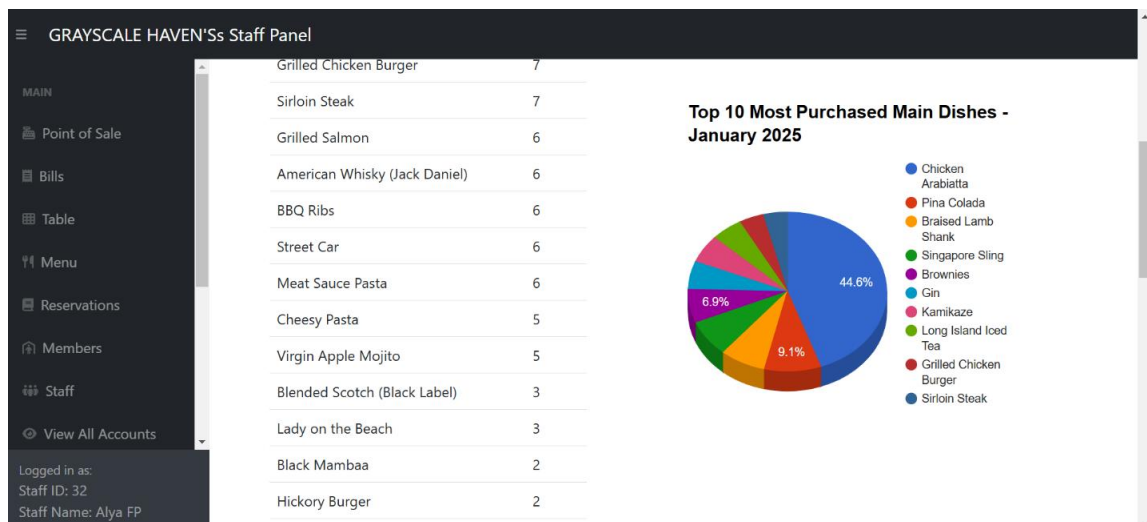 GRAYSCALE HAVEN'Ss Staff Panel
MAIN
Point of Sale
Bills
Table
Menu
Reservations
Members
Staff
View All Accounts
Logged in as:
Staff ID: 32
Staff Name: Alya FP
Grilled Chicken Burger 7
Sirloin Steak 7
Grilled Salmon 6
American Whisky (Jack Daniel) 6
BBQ Ribs 6
Street Car 6
Meat Sauce Pasta 6
Cheesy Pasta 5
Virgin Apple Mojito 5
Blended Scotch (Black Label) 3
Lady on the Beach 3
Black Mambaa 2
Hickory Burger 2
Top 10 Most Purchased Main Dishes -
January 2025
44.6%
6.9%
9.1%
Chicken
Arabiatta
Pina Colada
Braised Lamb
Shank
Singapore Sling
Brownies
Gin
Kamikaze
Long Island Iced
Tea
Grilled Chicken
Burger
Sirloin Steak